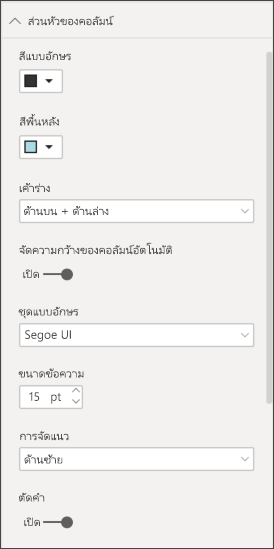 ส่วนหัวของคอลัมน์
สีแบบอักษร
สีพื้นหลัง
เค้าร่าง
ด้านบน + ด้านล่าง
จัดความกว้างของคอลัมน์อัตโนมัติ
เปิด
ชุดแบบอักษร
Segoe UI
ขนาดข้อความ
15 pt
การจัดแนว
ด้านซ้าย
ตัดคำ
เปิด